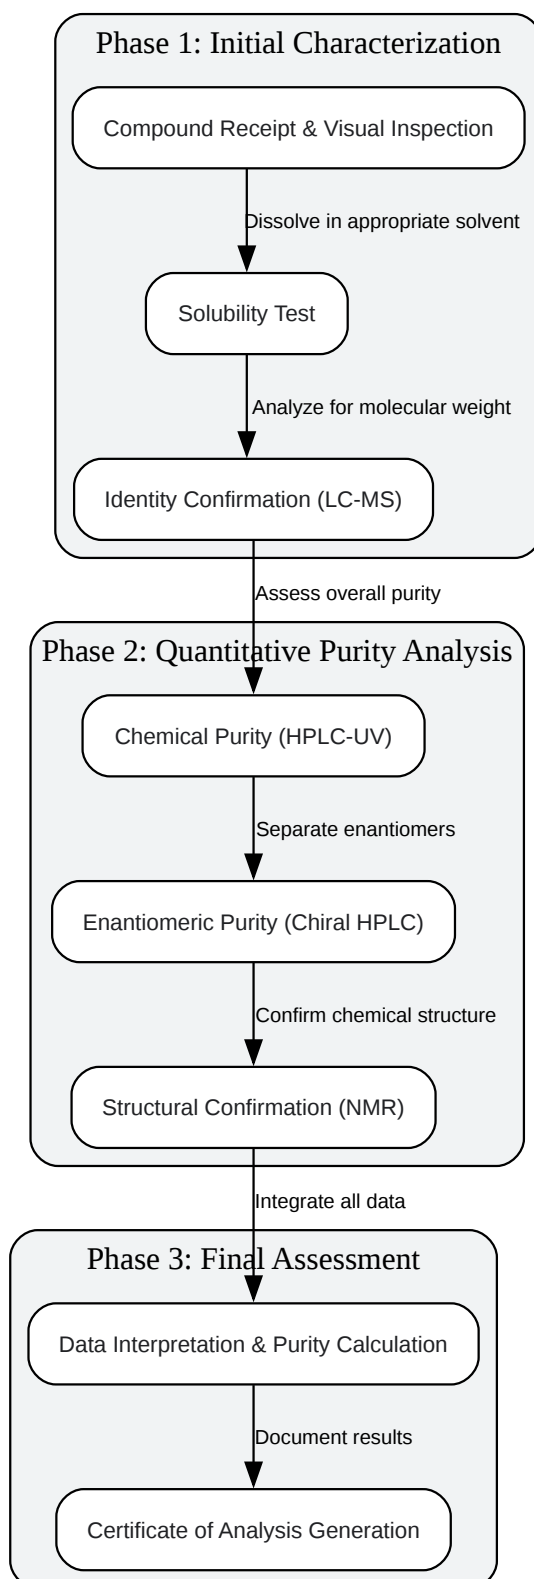 Phase 1: Initial Characterization
Compound Receipt & Visual Inspection
Dissolve in appropriate solvent
Solubility Test
Analyze for molecular weight
Identity Confirmation (LC-MS)
Assess overall purity
Phase 2: Quantitative Purity Analysis
Chemical Purity (HPLC-UV)
Separate enantiomers
Enantiomeric Purity (Chiral HPLC)
Confirm chemical structure
Structural Confirmation (NMR)
Integrate all data
Phase 3: Final Assessment
Data Interpretation & Purity Calculation
Document results
Certificate of Analysis Generation